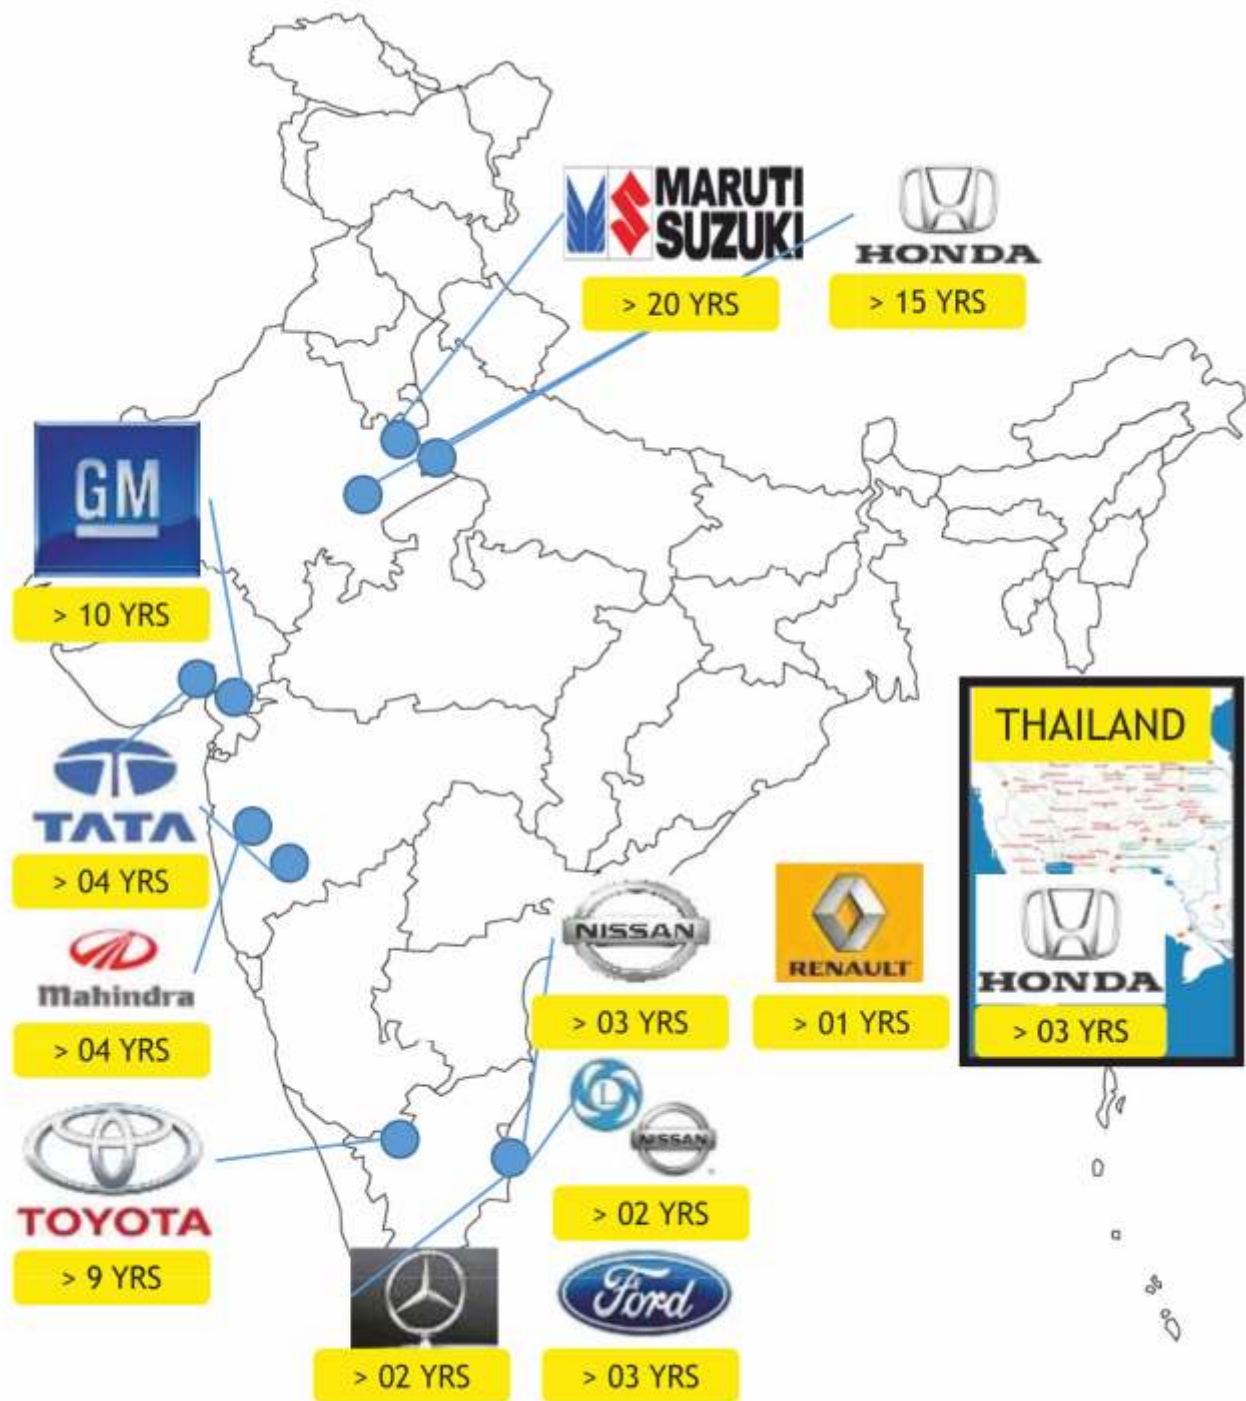 MARUTI
SUZUKI
> 20 YRS
HONDA
> 15 YRS
GM
> 10 YRS
TATA
> 04 YRS
Mahindra
> 04 YRS
TOYOTA
> 9 YRS
NISSAN
> 03 YRS
RENAULT
> 01 YRS
THAILAND
HONDA
> 03 YRS
L
NISSAN
> 02 YRS
> 02 YRS
Ford
> 03 YRS